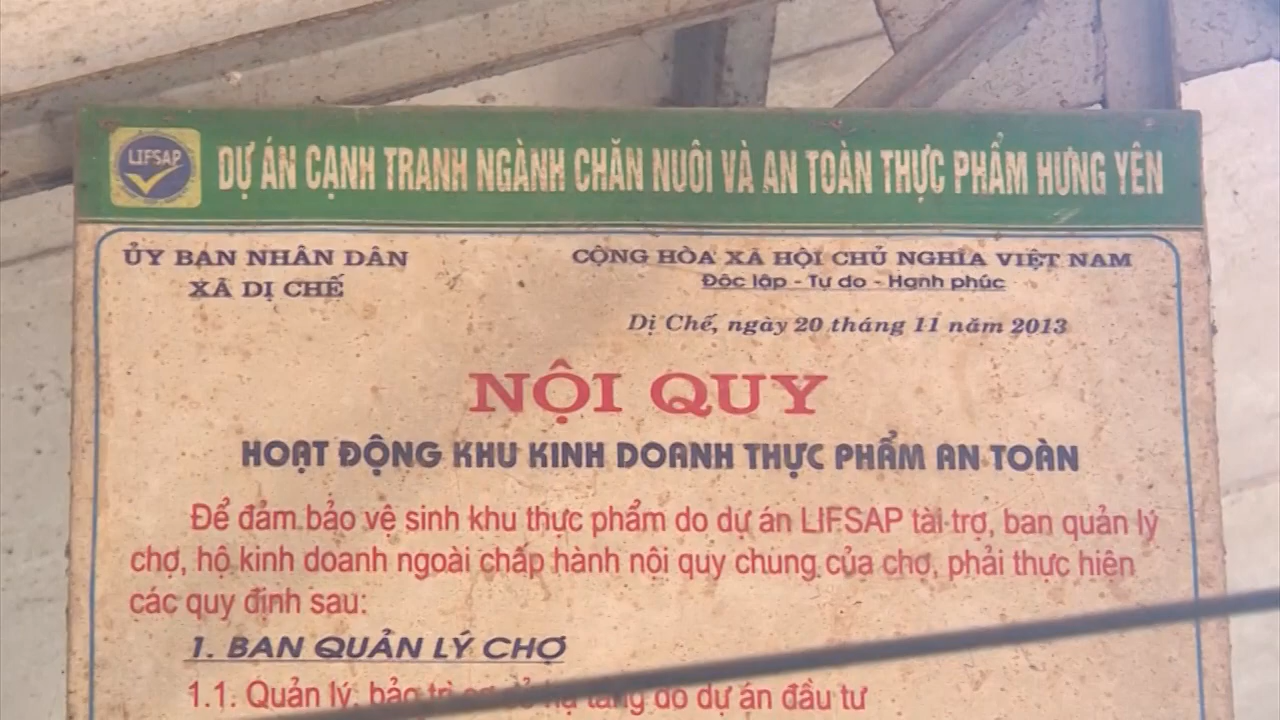 LIFSAP
DỰ ÁN CẠNH TRANH NGÀNH CHĂN NUÔI VÀ AN TOÀN THỰC PHẨM HƯNG YÊN
ỦY BAN NHÂN DÂN
XÃ DỊ CHẾ
CỘNG HÒA XÃ HỘI CHỦ NGHĨA VIỆT NAM
Độc lập - Tự do - Hạnh phúc
Dị Chế, ngày 20 tháng 11 năm 2013
NỘI QUY
HOẠT ĐỘNG KHU KINH DOANH THỰC PHẨM AN TOÀN
Để đảm bảo vệ sinh khu thực phẩm do dự án LIFSAP tài trợ, ban quản lý
chợ, hộ kinh doanh ngoài chấp hành nội quy chung của chợ, phải thực hiện
các quy định sau:
1. BAN QUẢN LÝ CHỢ
1.1. Quản lý, bảo trì hạ tầng do dự án đầu tư